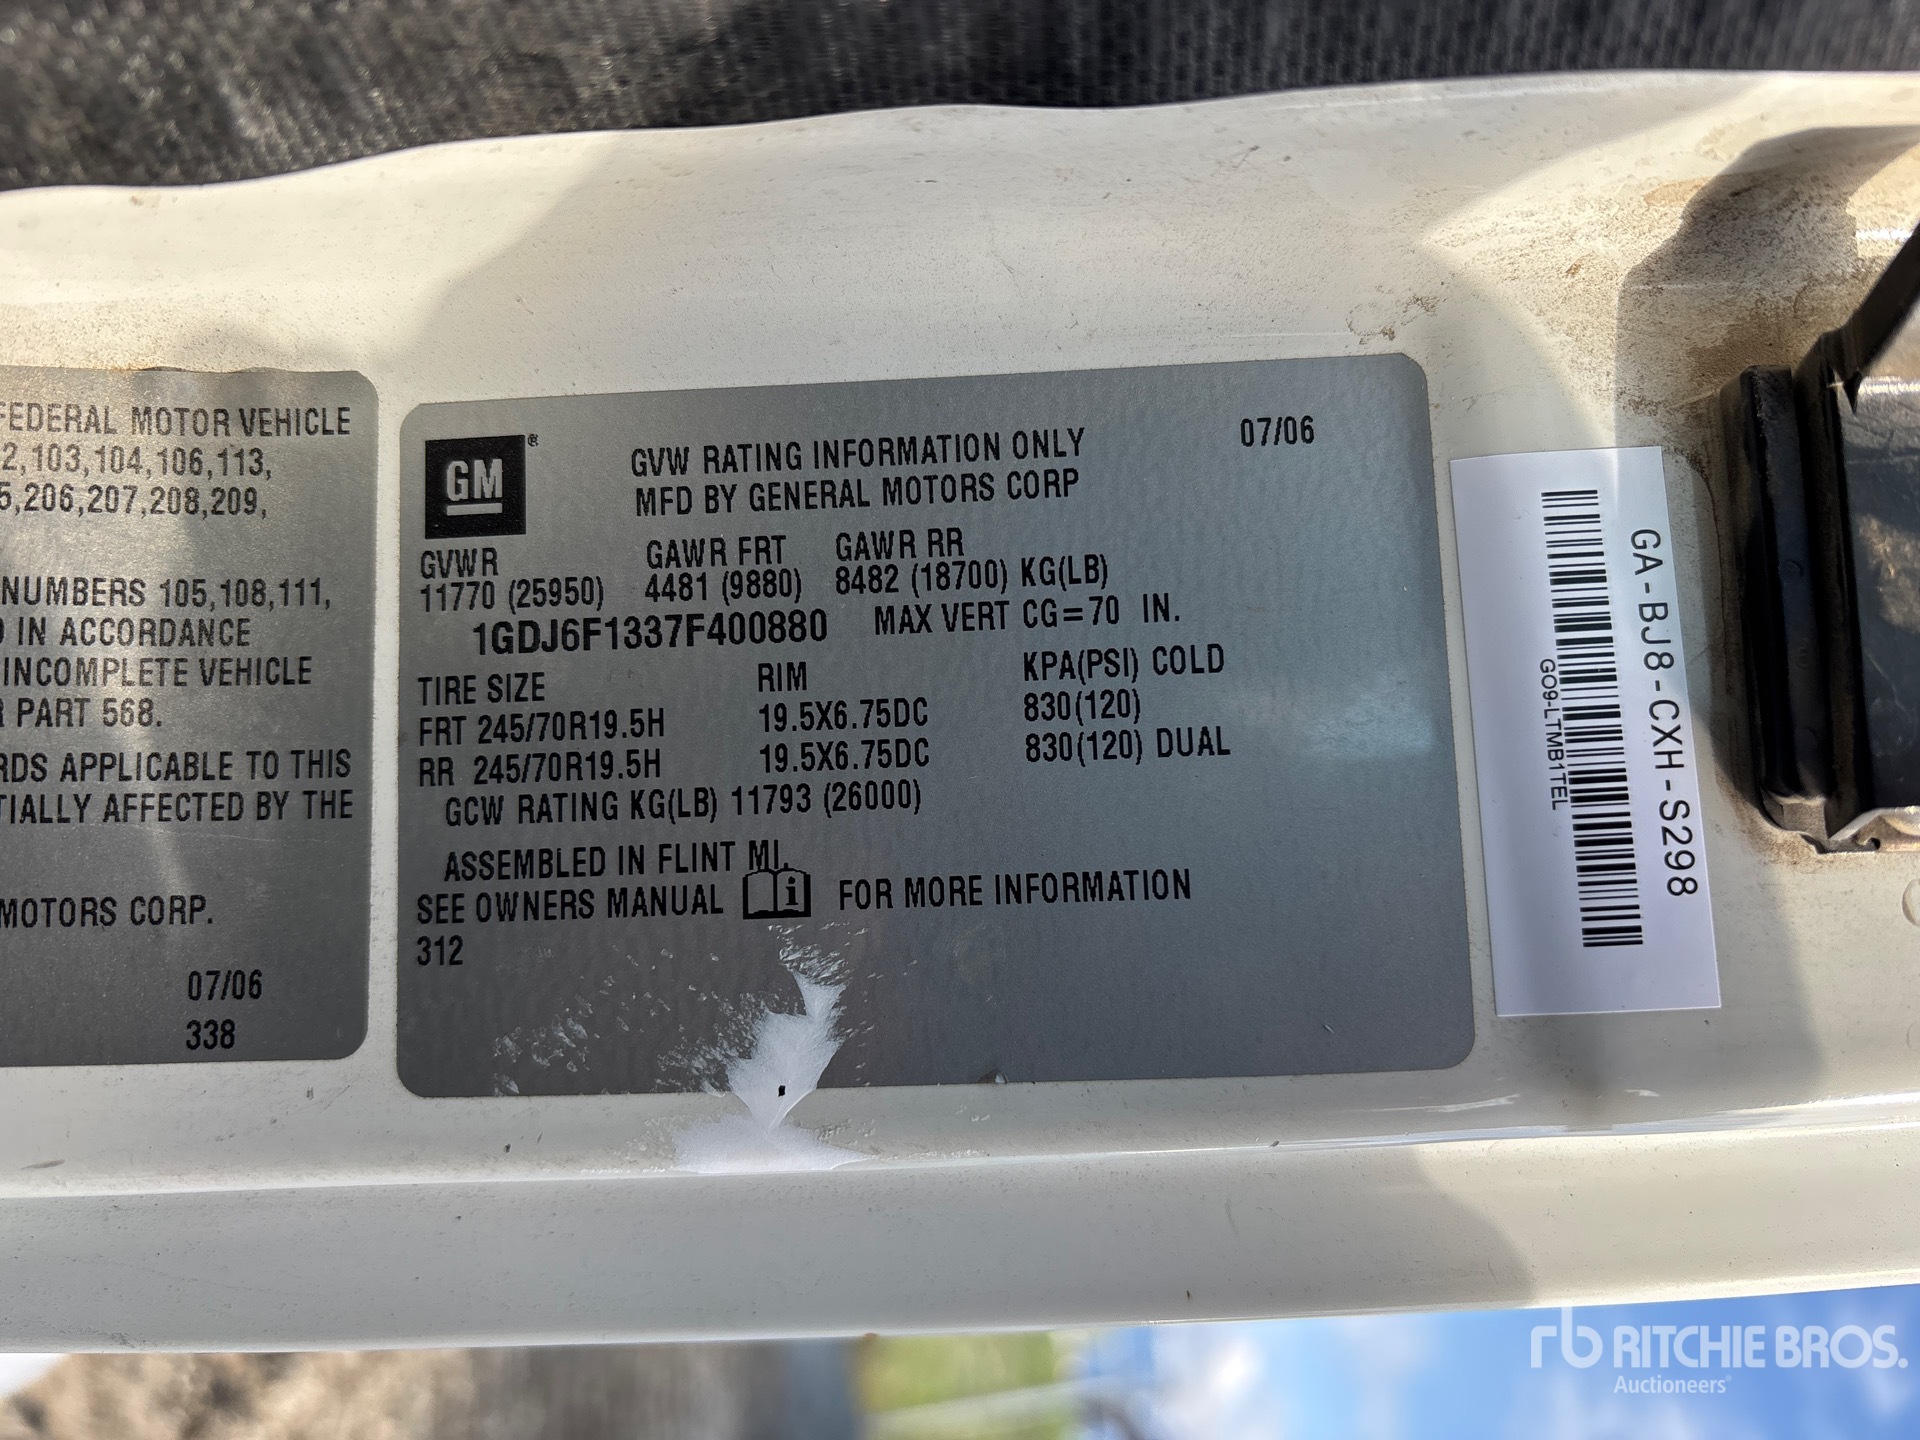 FEDERAL MOTOR VEHICLE
2,103,104,106,113,
5,206,207,208,209,
NUMBERS 105,108,111,
IN ACCORDANCE
INCOMPLETE VEHICLE
PART 568.
RDS APPLICABLE TO THIS
TIALLY AFFECTED BY THE
MOTORS CORP.
07/06
338
GM®
GVW RATING INFORMATION ONLY 07/06
MFD BY GENERAL MOTORS CORP
GVWR GAWR FRT GAWR RR
11770 (25950) 4481 (9880) 8482 (18700) KG(LB)
1GDJ6F1337F400880 MAX VERT CG=70 IN.
TIRE SIZE RIM KPA(PSI) COLD
FRT 245/70R19.5H 19.5X6.75DC 830(120)
RR 245/70R19.5H 19.5X6.75DC 830(120) DUAL
GCW RATING KG(LB) 11793 (26000)
ASSEMBLED IN FLINT MI.
SEE OWNERS MANUAL i FOR MORE INFORMATION
312
GA-BJ8-CXH-S298
GO9-LTMB1TEL
rb RITCHIE BROS.
Auctioneers